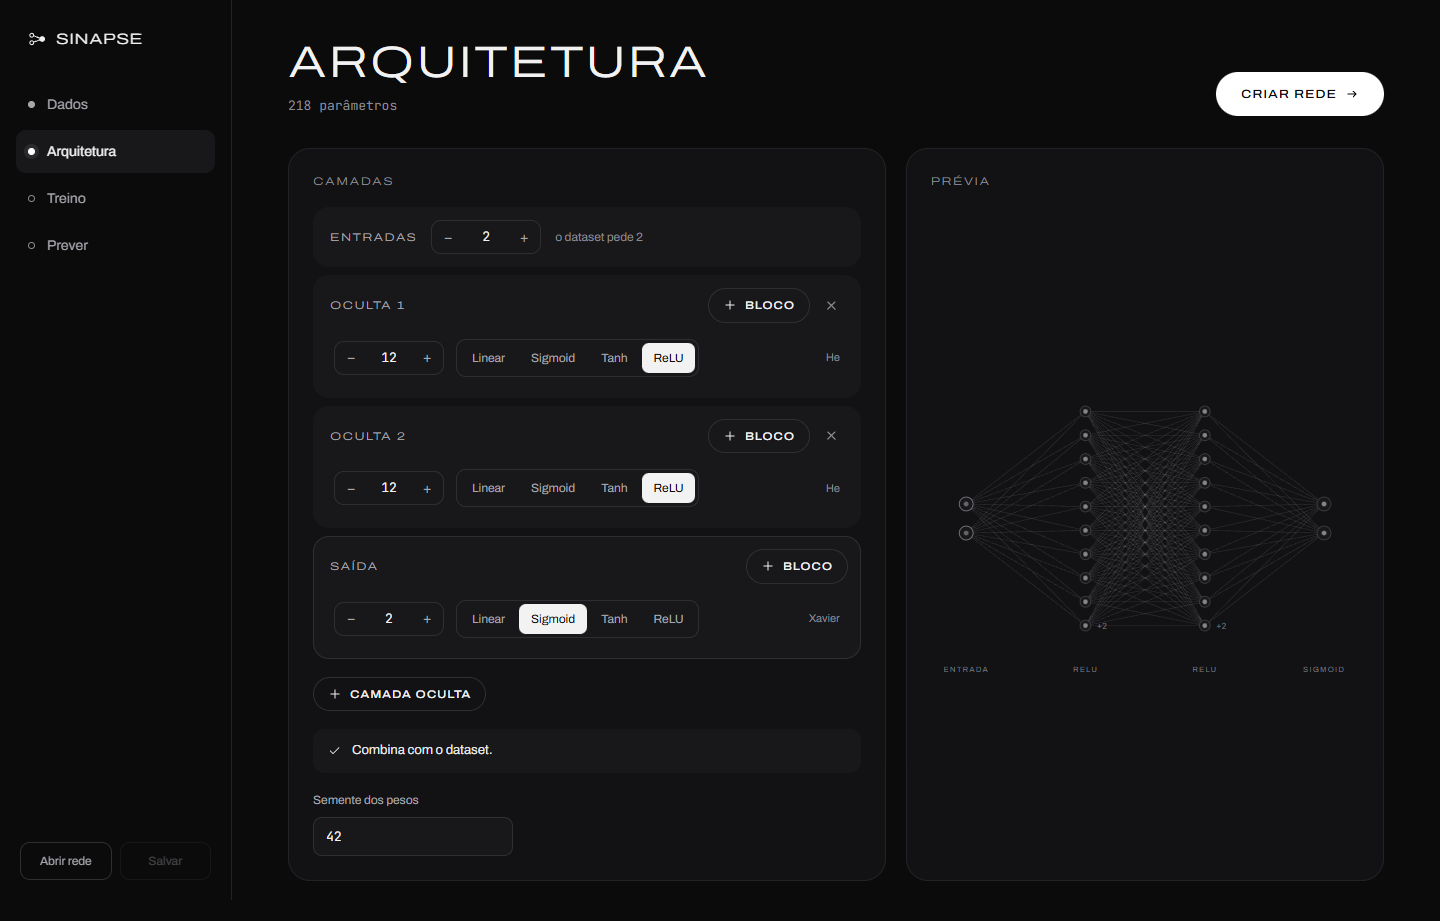 SINAPSE
Dados
Arquitetura
Treino
Prever
Abrir rede
Salvar
ARQUITETURA
218 parâmetros
CRIAR REDE →
CAMADAS
ENTRADAS − 2 + o dataset pede 2
OCULTA 1 + BLOCO ×
− 12 + Linear Sigmoid Tanh ReLU He
OCULTA 2 + BLOCO ×
− 12 + Linear Sigmoid Tanh ReLU He
SAÍDA + BLOCO
− 2 + Linear Sigmoid Tanh ReLU Xavier
+ CAMADA OCULTA
✓ Combina com o dataset.
Semente dos pesos
42
PRÉVIA
+2 +2
ENTRADA RELU RELU SIGMOID